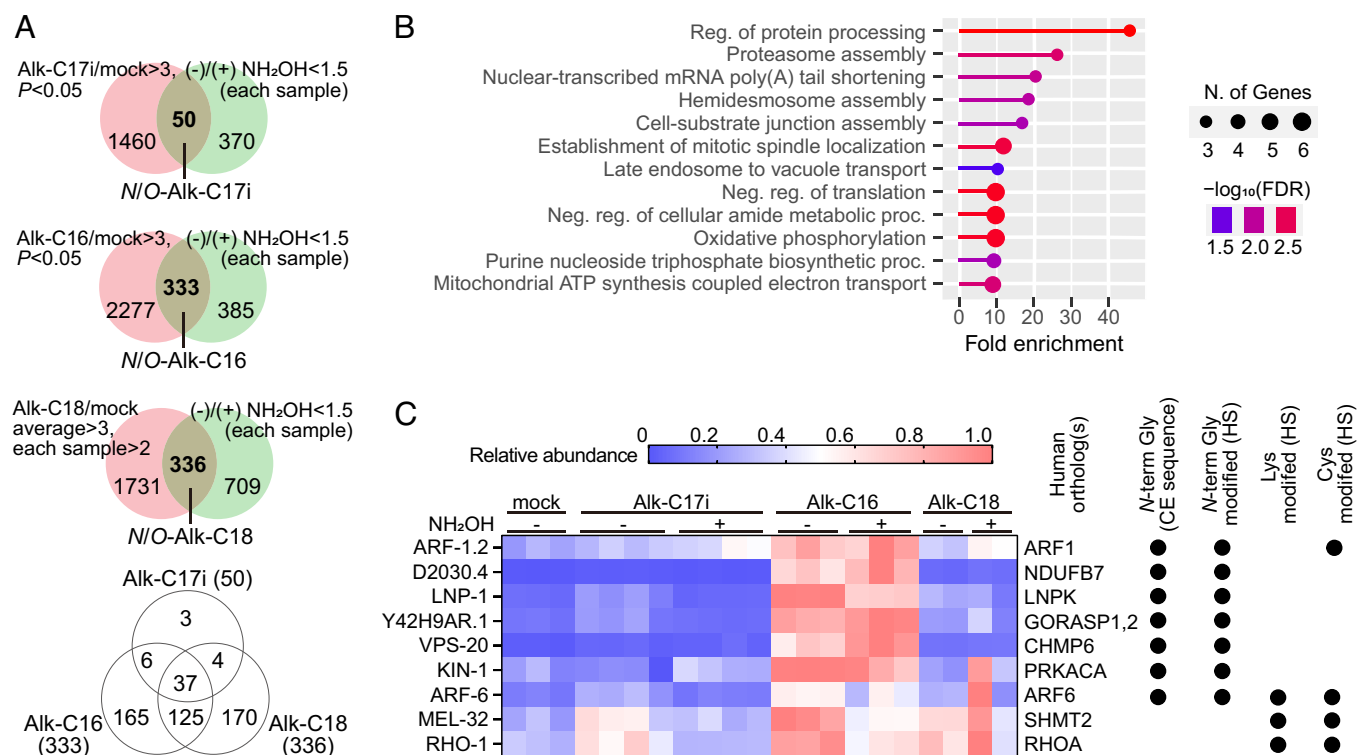 A
Alk-C17i/mock>3, (-)/(+) NH₂OH<1.5
P<0.05 (each sample)
1460 50 370
N/O-Alk-C17i
Alk-C16/mock>3, (-)/(+) NH₂OH<1.5
P<0.05 (each sample)
2277 333 385
N/O-Alk-C16
Alk-C18/mock (-)/(+) NH₂OH<1.5
average>3, (each sample)
each sample>2
1731 336 709
N/O-Alk-C18
Alk-C17i (50)
3
6 4
37
165 125 170
Alk-C16 Alk-C18
(333) (336)
B
Reg. of protein processing
Proteasome assembly
Nuclear-transcribed mRNA poly(A) tail shortening
Hemidesmosome assembly
Cell-substrate junction assembly
Establishment of mitotic spindle localization
Late endosome to vacuole transport
Neg. reg. of translation
Neg. reg. of cellular amide metabolic proc.
Oxidative phosphorylation
Purine nucleoside triphosphate biosynthetic proc.
Mitochondrial ATP synthesis coupled electron transport
0 10 20 30 40
Fold enrichment
N. of Genes
3 4 5 6
−log₁₀(FDR)
1.5 2.0 2.5
C
0 0.2 0.4 0.6 0.8 1.0
Relative abundance
mock Alk-C17i Alk-C16 Alk-C18
NH₂OH - - + - + - +
Human
ortholog(s)
N-term Gly
(CE sequence)
N-term Gly
modifed (HS)
Lys
modifed (HS)
Cys
modifed (HS)
ARF-1.2 ARF1
D2030.4 NDUFB7
LNP-1 LNPK
Y42H9AR.1 GORASP1,2
VPS-20 CHMP6
KIN-1 PRKACA
ARF-6 ARF6
MEL-32 SHMT2
RHO-1 RHOA